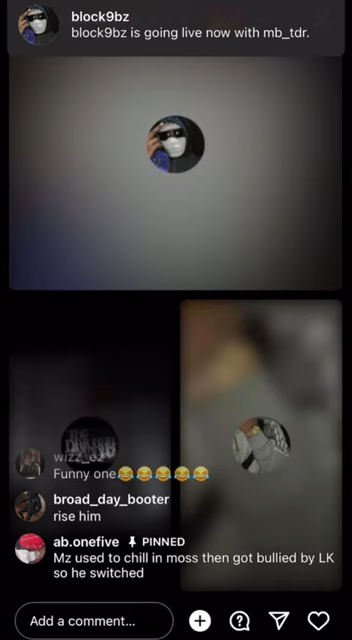 block9bz
block9bz is going live now with mb_tdr.
wizz_ez
Funny one😂😂😂😂😂
broad_day_booter
rise him
ab.onefive PINNED
Mz used to chill in moss then got bullied by LK
so he switched
Add a comment...